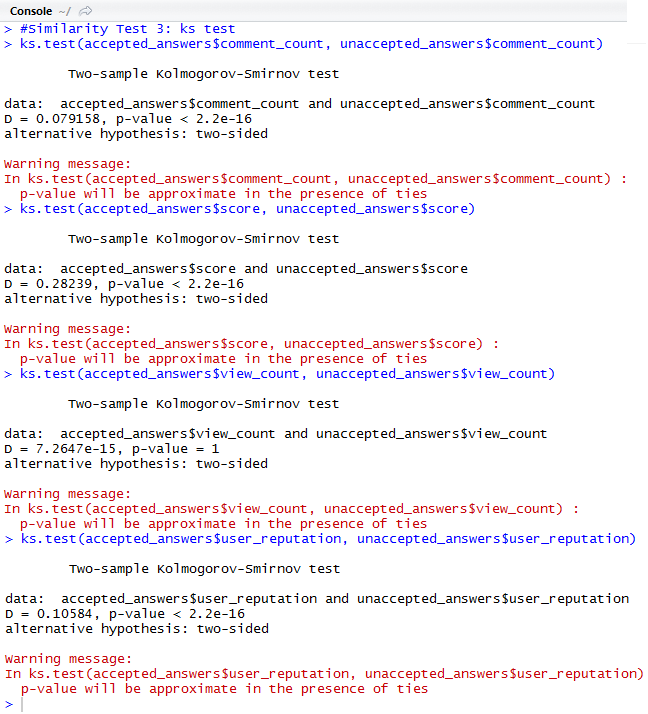 Console ~/
> #Similarity Test 3: ks test
> ks.test(accepted_answers$comment_count, unaccepted_answers$comment_count)
Two-sample Kolmogorov-Smirnov test
data:  accepted_answers$comment_count and unaccepted_answers$comment_count
D = 0.079158, p-value < 2.2e-16
alternative hypothesis: two-sided
Warning message:
In ks.test(accepted_answers$comment_count, unaccepted_answers$comment_count) :
p-value will be approximate in the presence of ties
> ks.test(accepted_answers$score, unaccepted_answers$score)
Two-sample Kolmogorov-Smirnov test
data:  accepted_answers$score and unaccepted_answers$score
D = 0.28239, p-value < 2.2e-16
alternative hypothesis: two-sided
Warning message:
In ks.test(accepted_answers$score, unaccepted_answers$score) :
p-value will be approximate in the presence of ties
> ks.test(accepted_answers$view_count, unaccepted_answers$view_count)
Two-sample Kolmogorov-Smirnov test
data:  accepted_answers$view_count and unaccepted_answers$view_count
D = 7.2647e-15, p-value = 1
alternative hypothesis: two-sided
Warning message:
In ks.test(accepted_answers$view_count, unaccepted_answers$view_count) :
p-value will be approximate in the presence of ties
> ks.test(accepted_answers$user_reputation, unaccepted_answers$user_reputation)
Two-sample Kolmogorov-Smirnov test
data:  accepted_answers$user_reputation and unaccepted_answers$user_reputation
D = 0.10584, p-value < 2.2e-16
alternative hypothesis: two-sided
Warning message:
In ks.test(accepted_answers$user_reputation, unaccepted_answers$user_reputation)
p-value will be approximate in the presence of ties
>